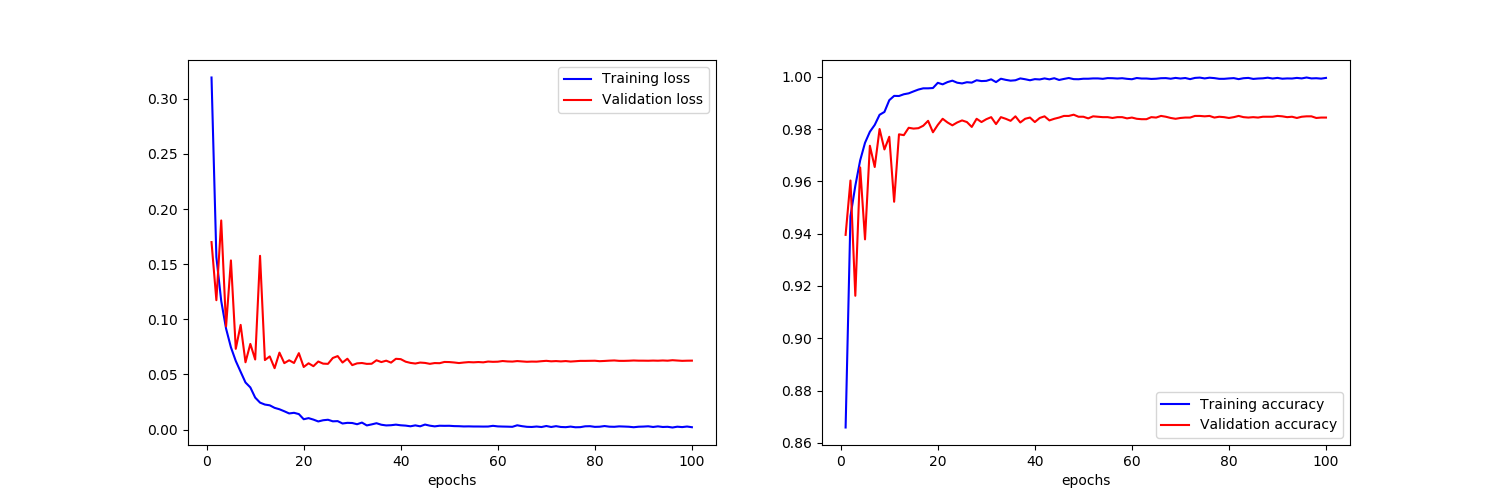 Training loss
Validation loss
0.30
0.25
0.20
0.15
0.10
0.05
0.00
0 20 40 60 80 100
epochs
1.00
0.98
0.96
0.94
0.92
0.90
0.88
0.86
Training accuracy
Validation accuracy
0 20 40 60 80 100
epochs